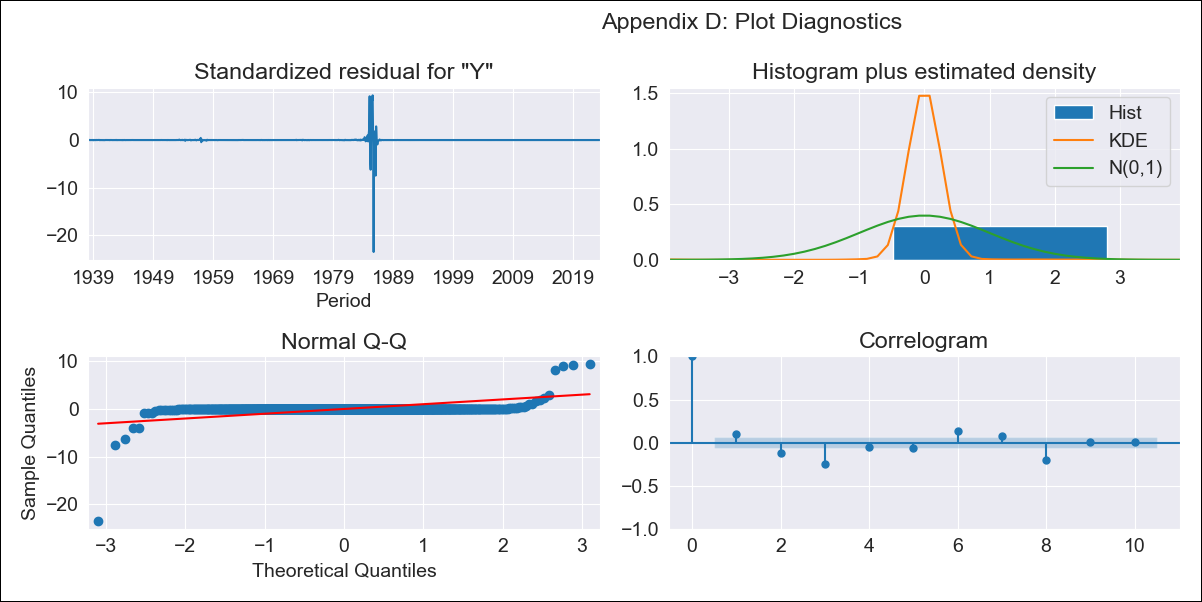 Appendix D: Plot Diagnostics
Standardized residual for "Y"
10
0
−10
−20
1939 1949 1959 1969 1979 1989 1999 2009 2019
Period
Histogram plus estimated density
1.5
1.0
0.5
0.0
Hist
KDE
N(0,1)
−3 −2 −1 0 1 2 3
Normal Q-Q
Sample Quantiles
10
0
−10
−20
−3 −2 −1 0 1 2 3
Theoretical Quantiles
Correlogram
1.0
0.5
0.0
−0.5
−1.0
0 2 4 6 8 10